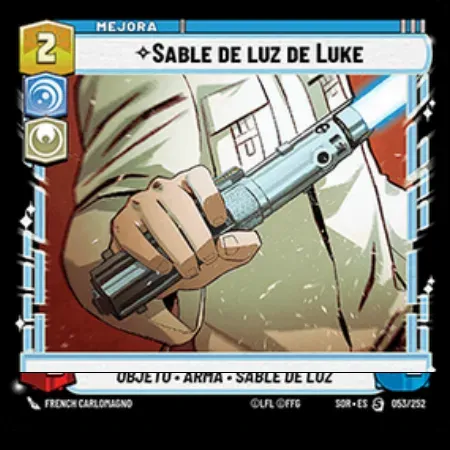 MEJORA
2
SABLE DE LUZ DE LUKE
OBJETO • ARMA • SABLE DE LUZ
FRENCH CARLOMAGNO
©LFL ©FFG
SOR • ES
053/252